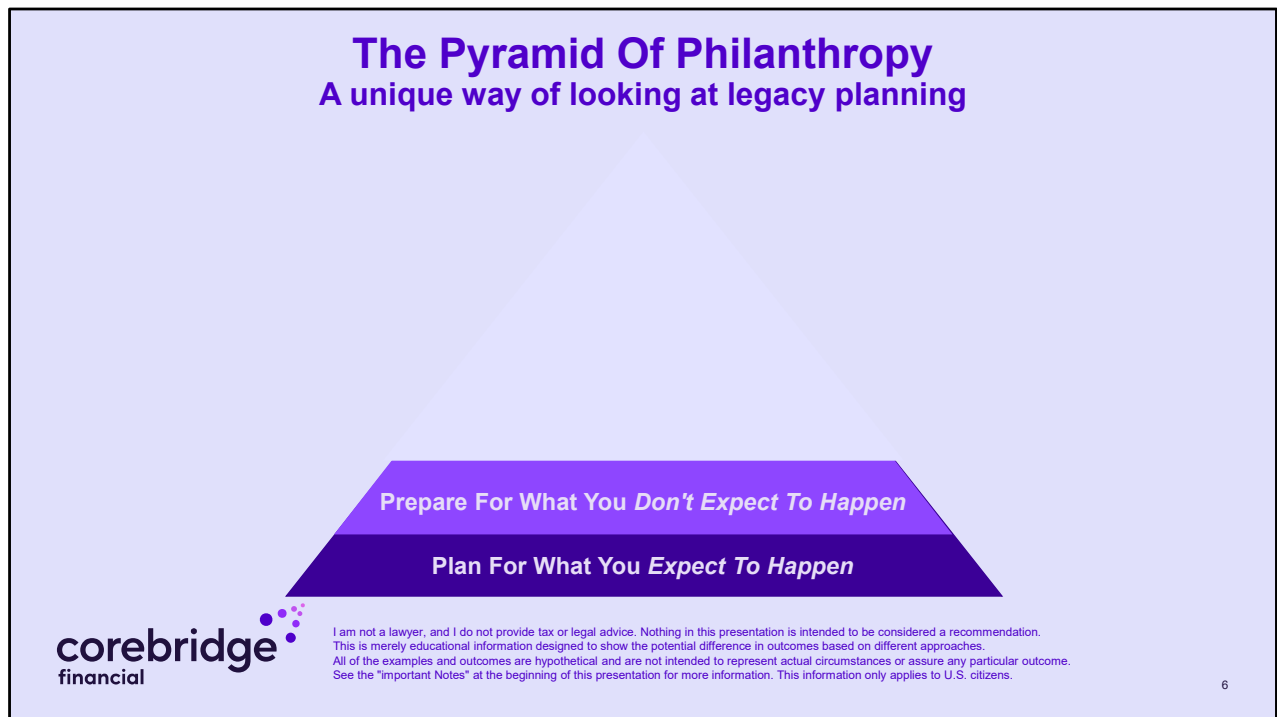 The Pyramid Of Philanthropy
A unique way of looking at legacy planning
Prepare For What You Don't Expect To Happen
Plan For What You Expect To Happen
corebridge
financial
I am not a lawyer, and I do not provide tax or legal advice. Nothing in this presentation is intended to be considered a recommendation.
This is merely educational information designed to show the potential difference in outcomes based on different approaches.
All of the examples and outcomes are hypothetical and are not intended to represent actual circumstances or assure any particular outcome.
See the "important Notes" at the beginning of this presentation for more information. This information only applies to U.S. citizens.
6